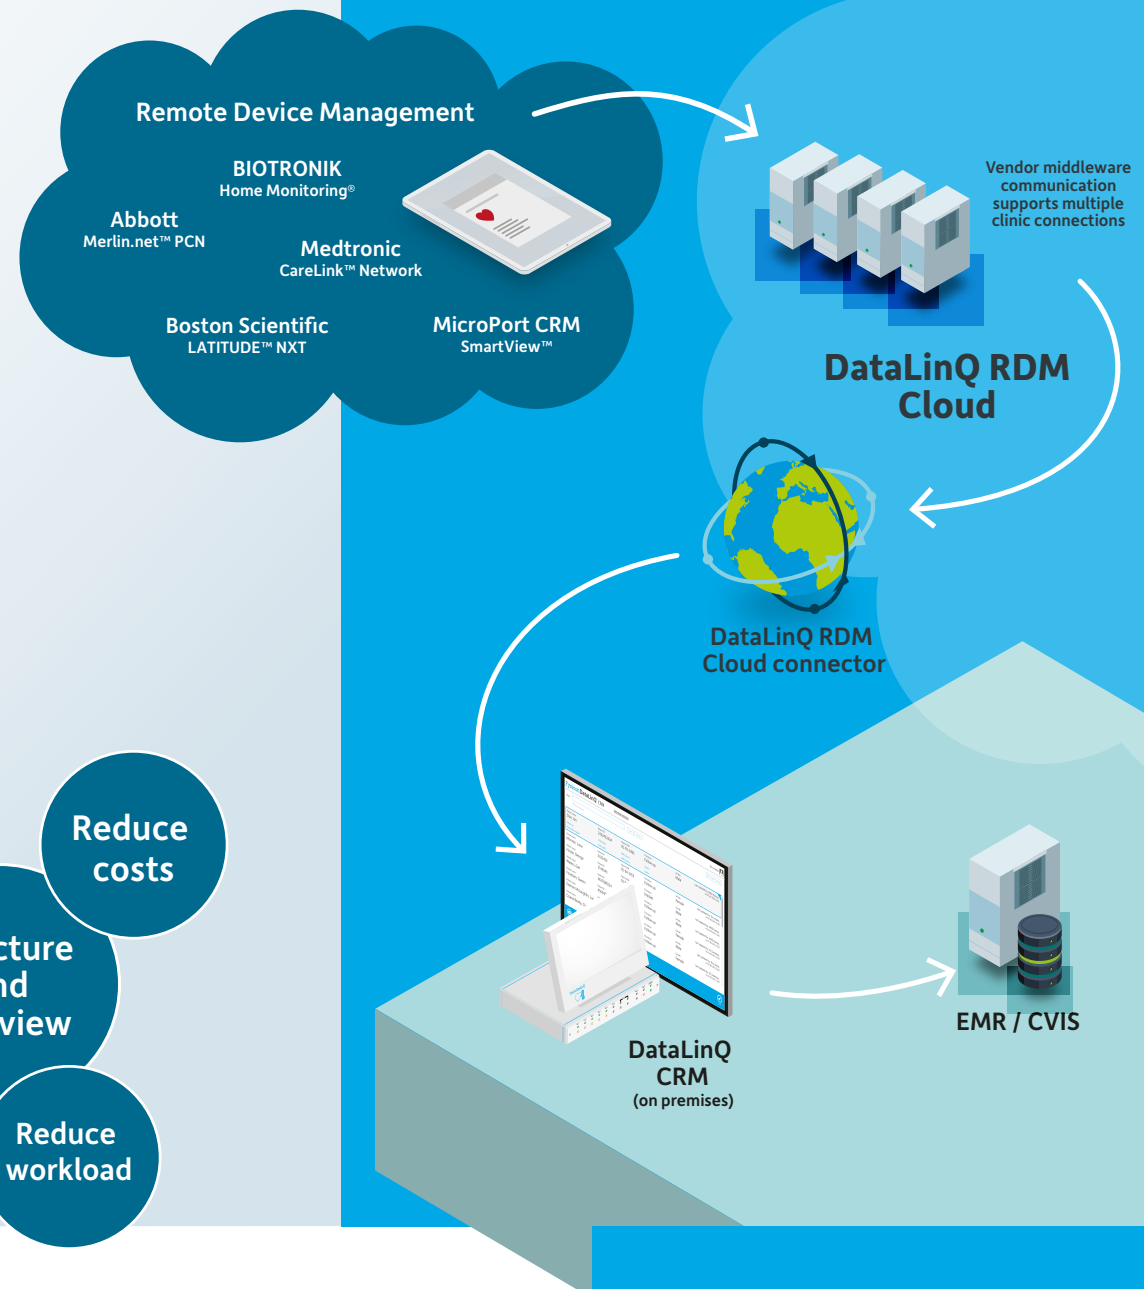 Remote Device Management
BIOTRONIK
Home Monitoring®
Abbott
Merlin.net™ PCN
Medtronic
CareLink™ Network
Boston Scientific
LATITUDE™ NXT
MicroPort CRM
SmartView™
Vendor middleware
communication
supports multiple
clinic connections
DataLinQ RDM
Cloud
DataLinQ RDM
Cloud connector
Reduce
costs
cture
nd
view
Reduce
workload
DataLinQ
CRM
(on premises)
EMR / CVIS